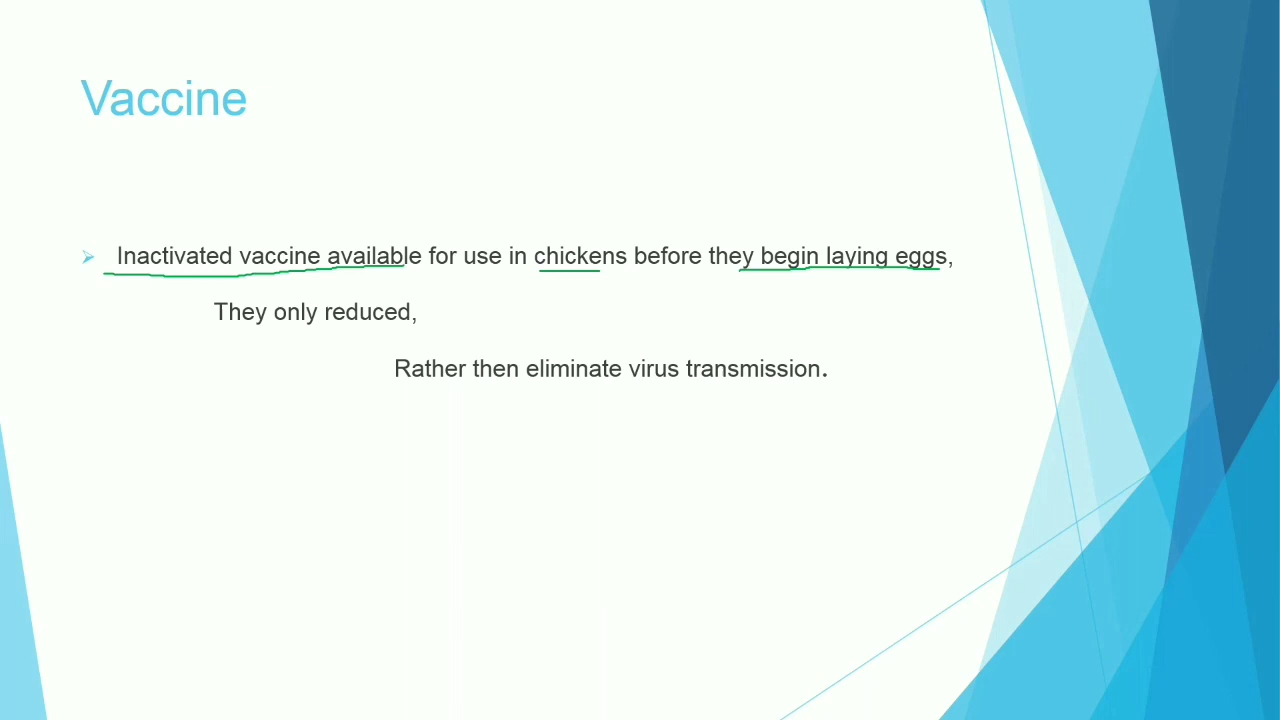 Vaccine
Inactivated vaccine available for use in chickens before they begin laying eggs,
They only reduced,
Rather then eliminate virus transmission.